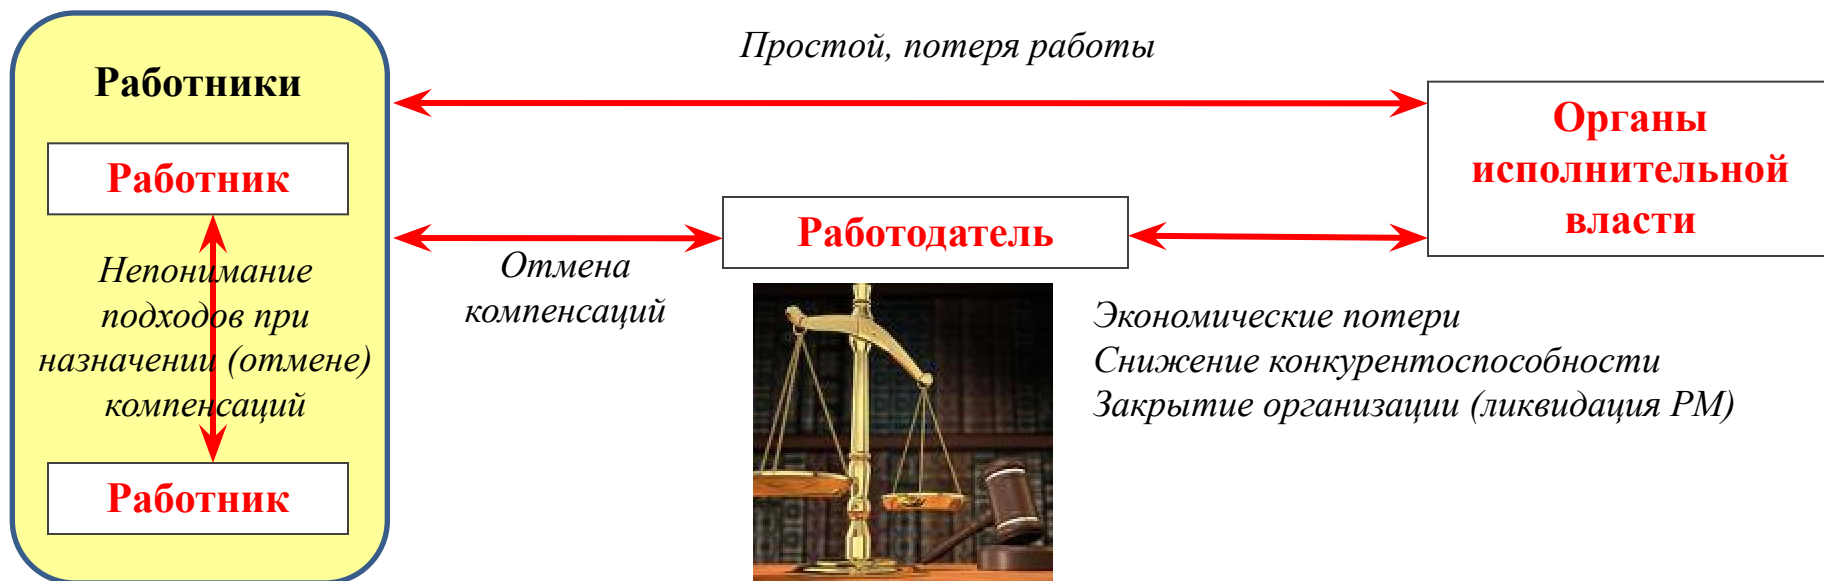 Простой, потеря работы
Работники
Органы
исполнительной
власти
Работник
Работодатель
Непонимание
подходов при
назначении (отмене)
компенсаций
Отмена
компенсаций
Экономические потери
Снижение конкурентоспособности
Закрытие организации (ликвидация РМ)
Работник